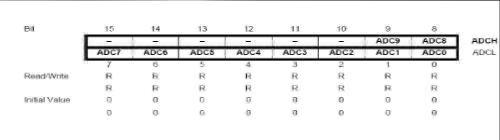 Bit 15 14 13 12 11 10 9 8
– – – – – – ADC9 ADC8 ADCH
ADC7 ADC6 ADC5 ADC4 ADC3 ADC2 ADC1 ADC0 ADCL
7 6 5 4 3 2 1 0
Read/Write R R R R R R R R
R R R R R R R R
Initial Value 0 0 0 0 0 0 0 0
0 0 0 0 0 0 0 0